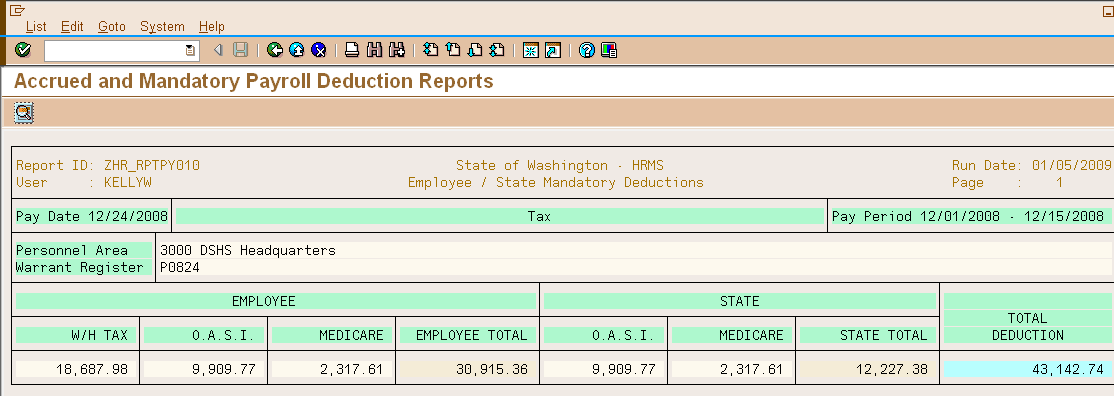 List Edit Goto System Help
Accrued and Mandatory Payroll Deduction Reports
Report ID: ZHR_RPTPY010 State of Washington - HRMS Run Date: 01/05/2009
User : KELLYW Employee / State Mandatory Deductions Page : 1
Pay Date 12/24/2008 Tax Pay Period 12/01/2008 - 12/15/2008
Personnel Area 3000 DSHS Headquarters
Warrant Register P0824
EMPLOYEE STATE TOTAL DEDUCTION
W/H TAX O.A.S.I. MEDICARE EMPLOYEE TOTAL O.A.S.I. MEDICARE STATE TOTAL
18,687.98 9,909.77 2,317.61 30,915.36 9,909.77 2,317.61 12,227.38 43,142.74